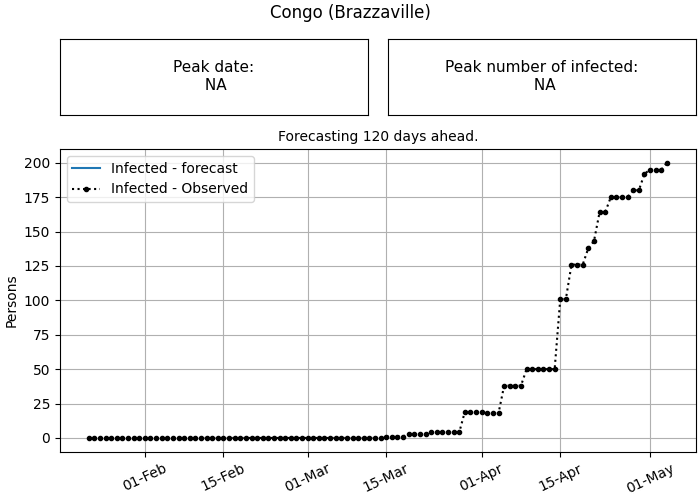 Congo (Brazzaville)
Peak date:
NA
Peak number of infected:
NA
Forecasting 120 days ahead.
Infected - forecast
Infected - Observed
Persons
200
175
150
125
100
75
50
25
0
01-Feb
15-Feb
01-Mar
15-Mar
01-Apr
15-Apr
01-May